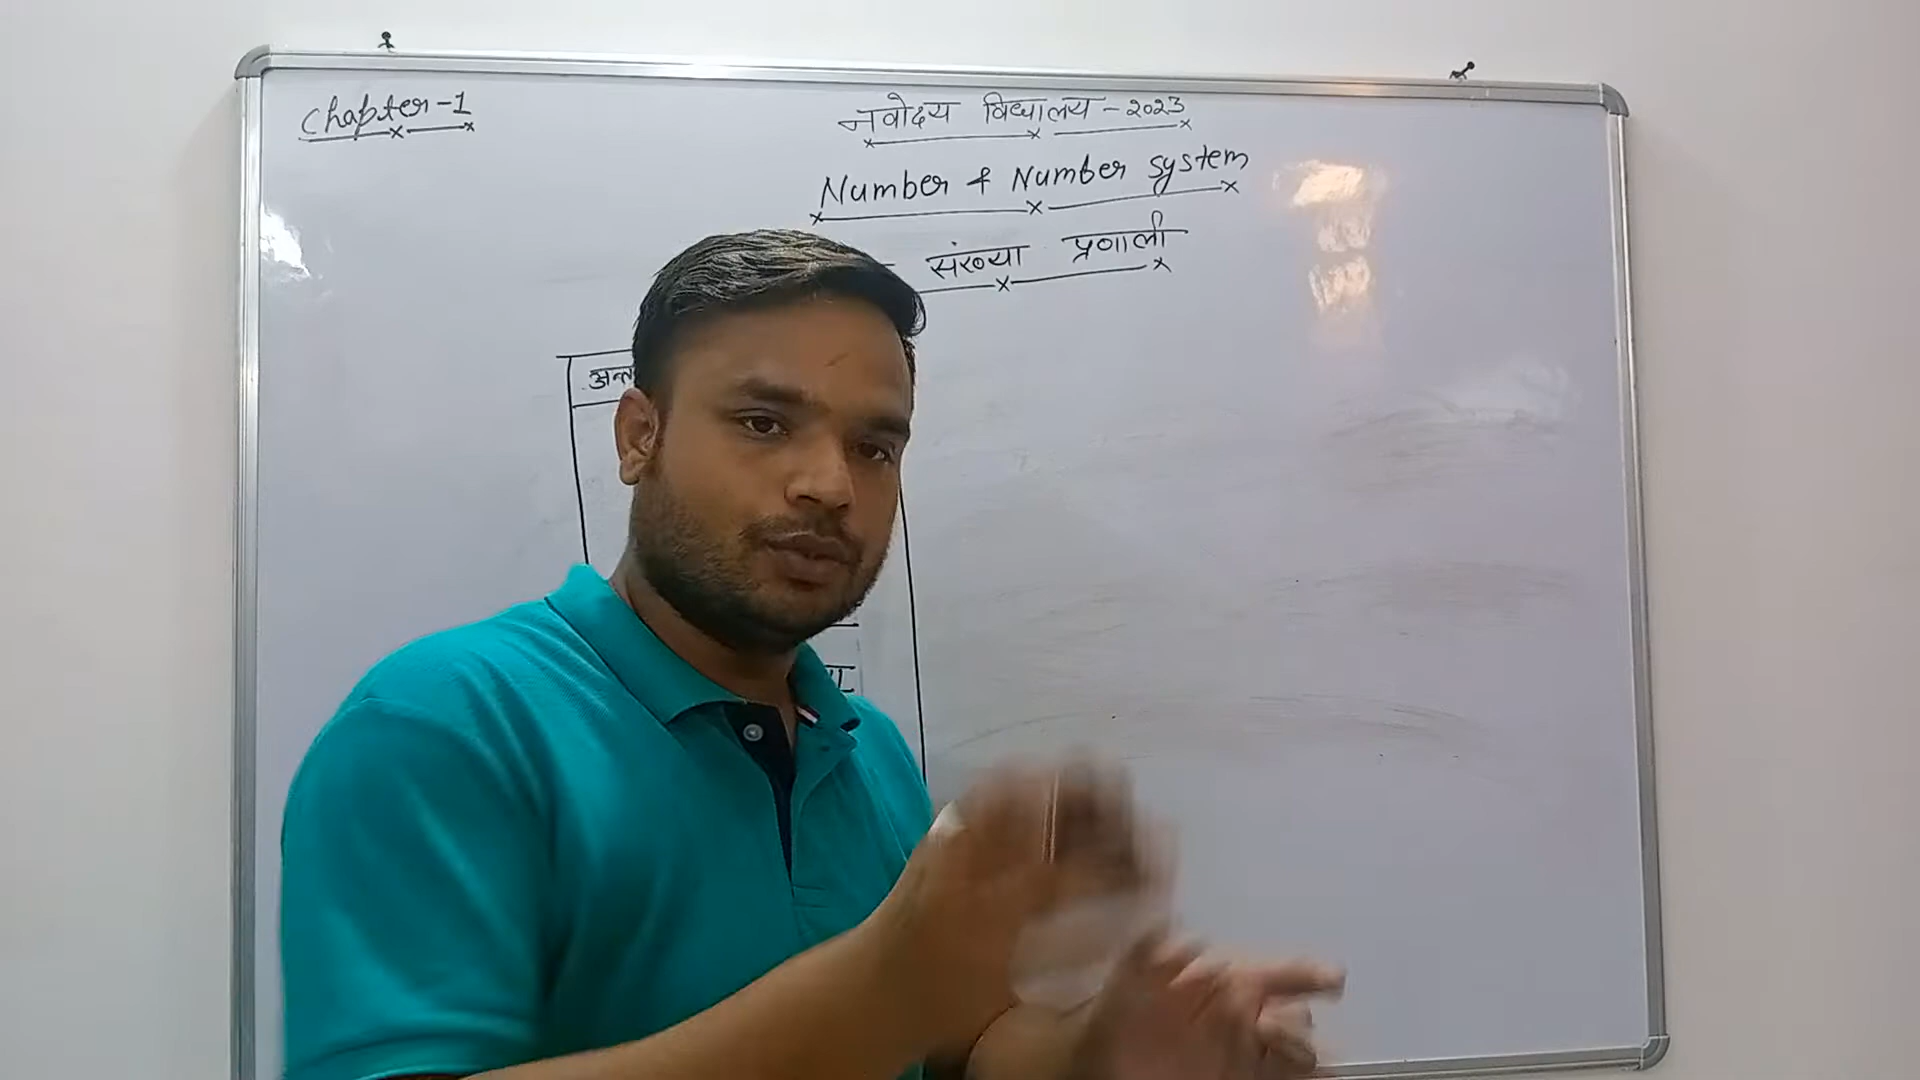 Chapter-1
नवोदय विद्यालय - २०२३
Number & Number system
संख्या प्रणाली